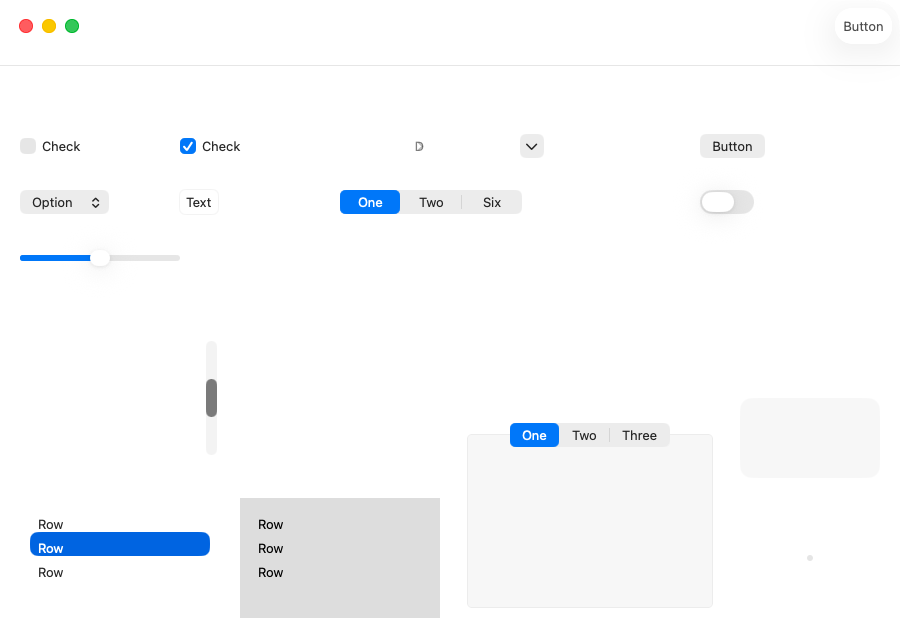 Button
Check Check D Button
Option Text One Two Six
One Two Three
Row Row
Row Row
Row Row